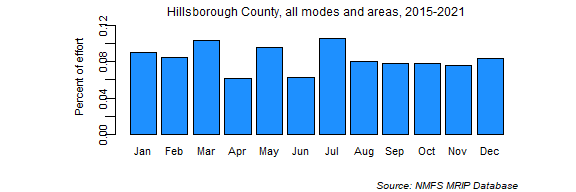 Hillsborough County, all modes and areas, 2015-2021
Percent of effort
0.12
0.08
0.04
0.00
Jan Feb Mar Apr May Jun Jul Aug Sep Oct Nov Dec
Source: NMFS MRIP Database